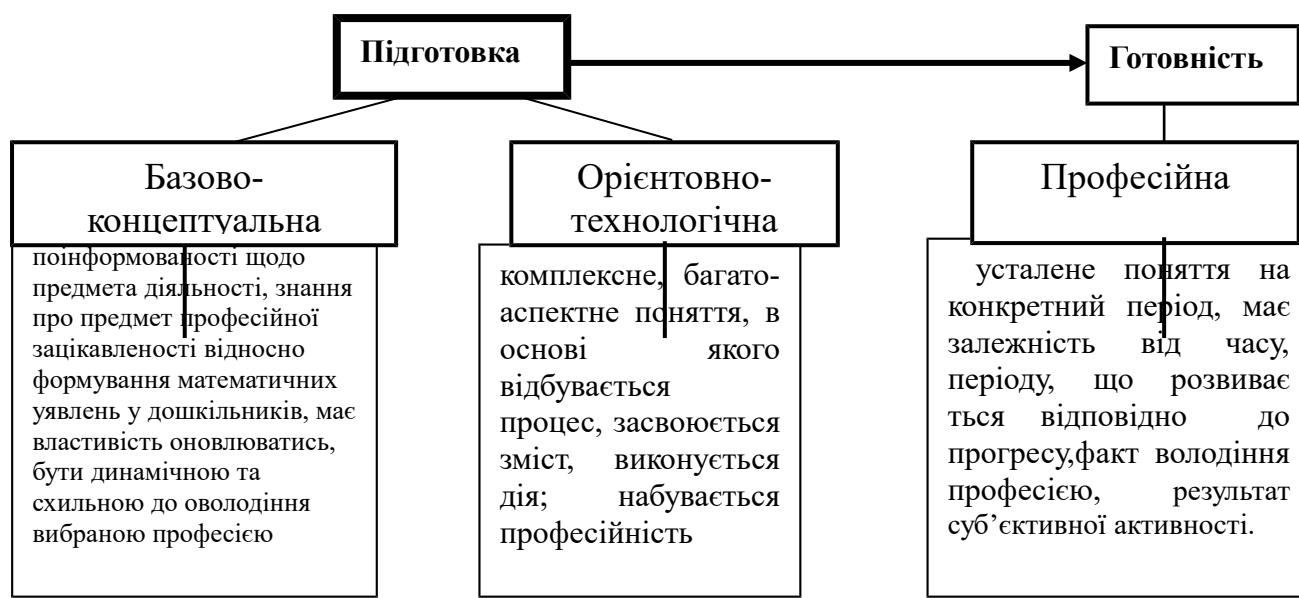 Підготовка
Готовність
Базово-
концептуальна
поінформованості щодо
предмета діяльності, знання
про предмет професійної
зацікавленості відносно
формування математичних
уявлень у дошкільників, має
властивість оновлюватись,
бути динамічною та
схильною до оволодіння
вибраною професією
Орієнтовно-
технологічна
комплексне, багато-
аспектне поняття, в
основі якого
відбувається
процес, засвоюється
зміст, виконується
дія; набувається
професійність
Професійна
усталене поняття на
конкретний період, має
залежність від часу,
періоду, що розвиває
ться відповідно до
прогресу,факт володіння
професією, результат
суб’єктивної активності.